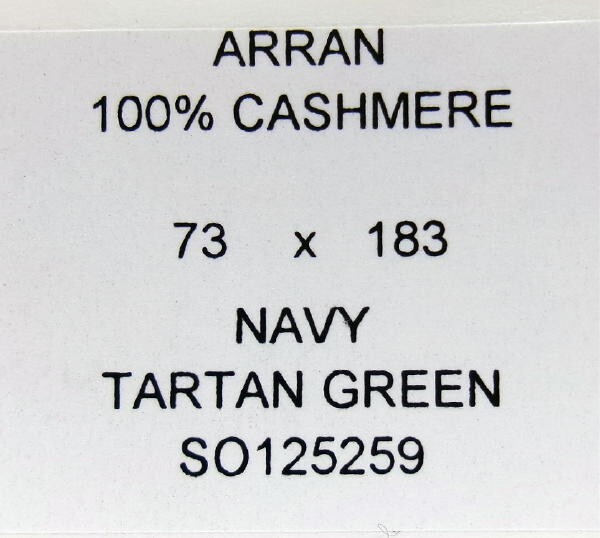 ARRAN
100% CASHMERE
73 x 183
NAVY
TARTAN GREEN
SO125259